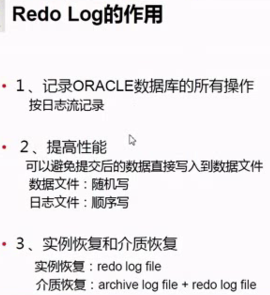 Redo Log的作用
• 1、记录ORACLE数据库的所有操作
按日志流记录
• 2、提高性能
可以避免提交后的数据直接写入到数据文件
数据文件：随机写
日志文件：顺序写
• 3、实例恢复和介质恢复
实例恢复：redo log file
介质恢复：archive log file + redo log file